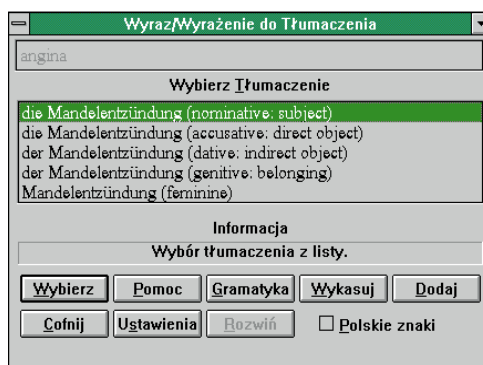 Wyraz/Wyrażenie do Tłumaczenia
angina
Wybierz Tłumaczenie
die Mandelentzündung (nominative: subject)
die Mandelentzündung (accusative: direct object)
der Mandelentzündung (dative: indirect object)
der Mandelentzündung (genitive: belonging)
Mandelentzündung (feminine)
Informacja
Wybór tłumaczenia z listy.
Wybierz Pomoc Gramatyka Wykasuj Dodaj
Cofnij Ustawienia Rozwiń Polskie znaki